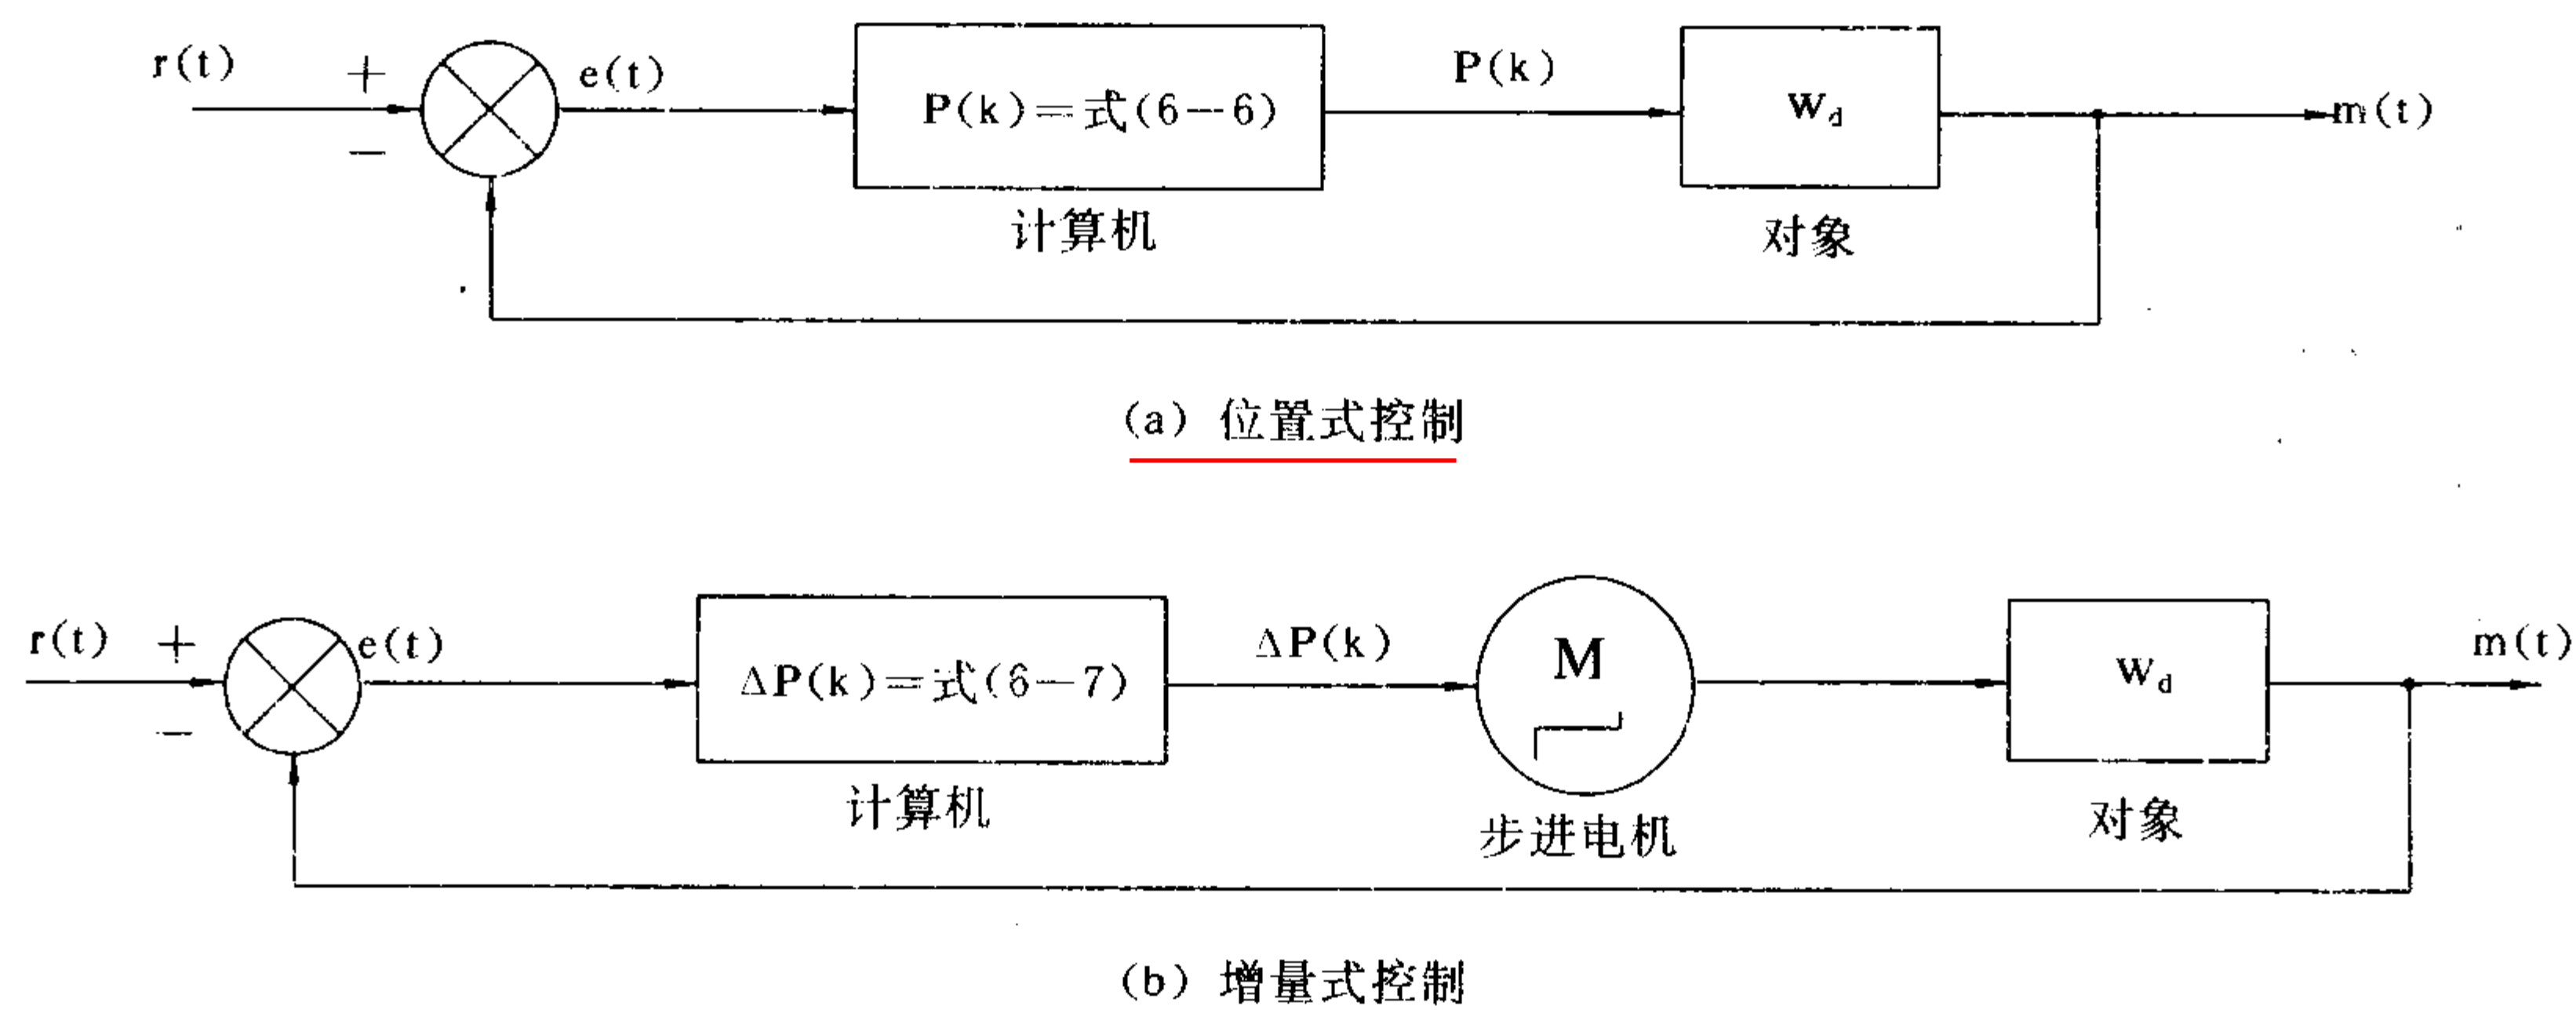 r(t)
+
−
e(t)
P(k)=式(6—6)
计算机
P(k)
W_d
对象
m(t)
(a) 位置式控制
r(t)
+
−
e(t)
ΔP(k)=式(6—7)
计算机
ΔP(k)
M
步进电机
W_d
对象
m(t)
(b) 增量式控制